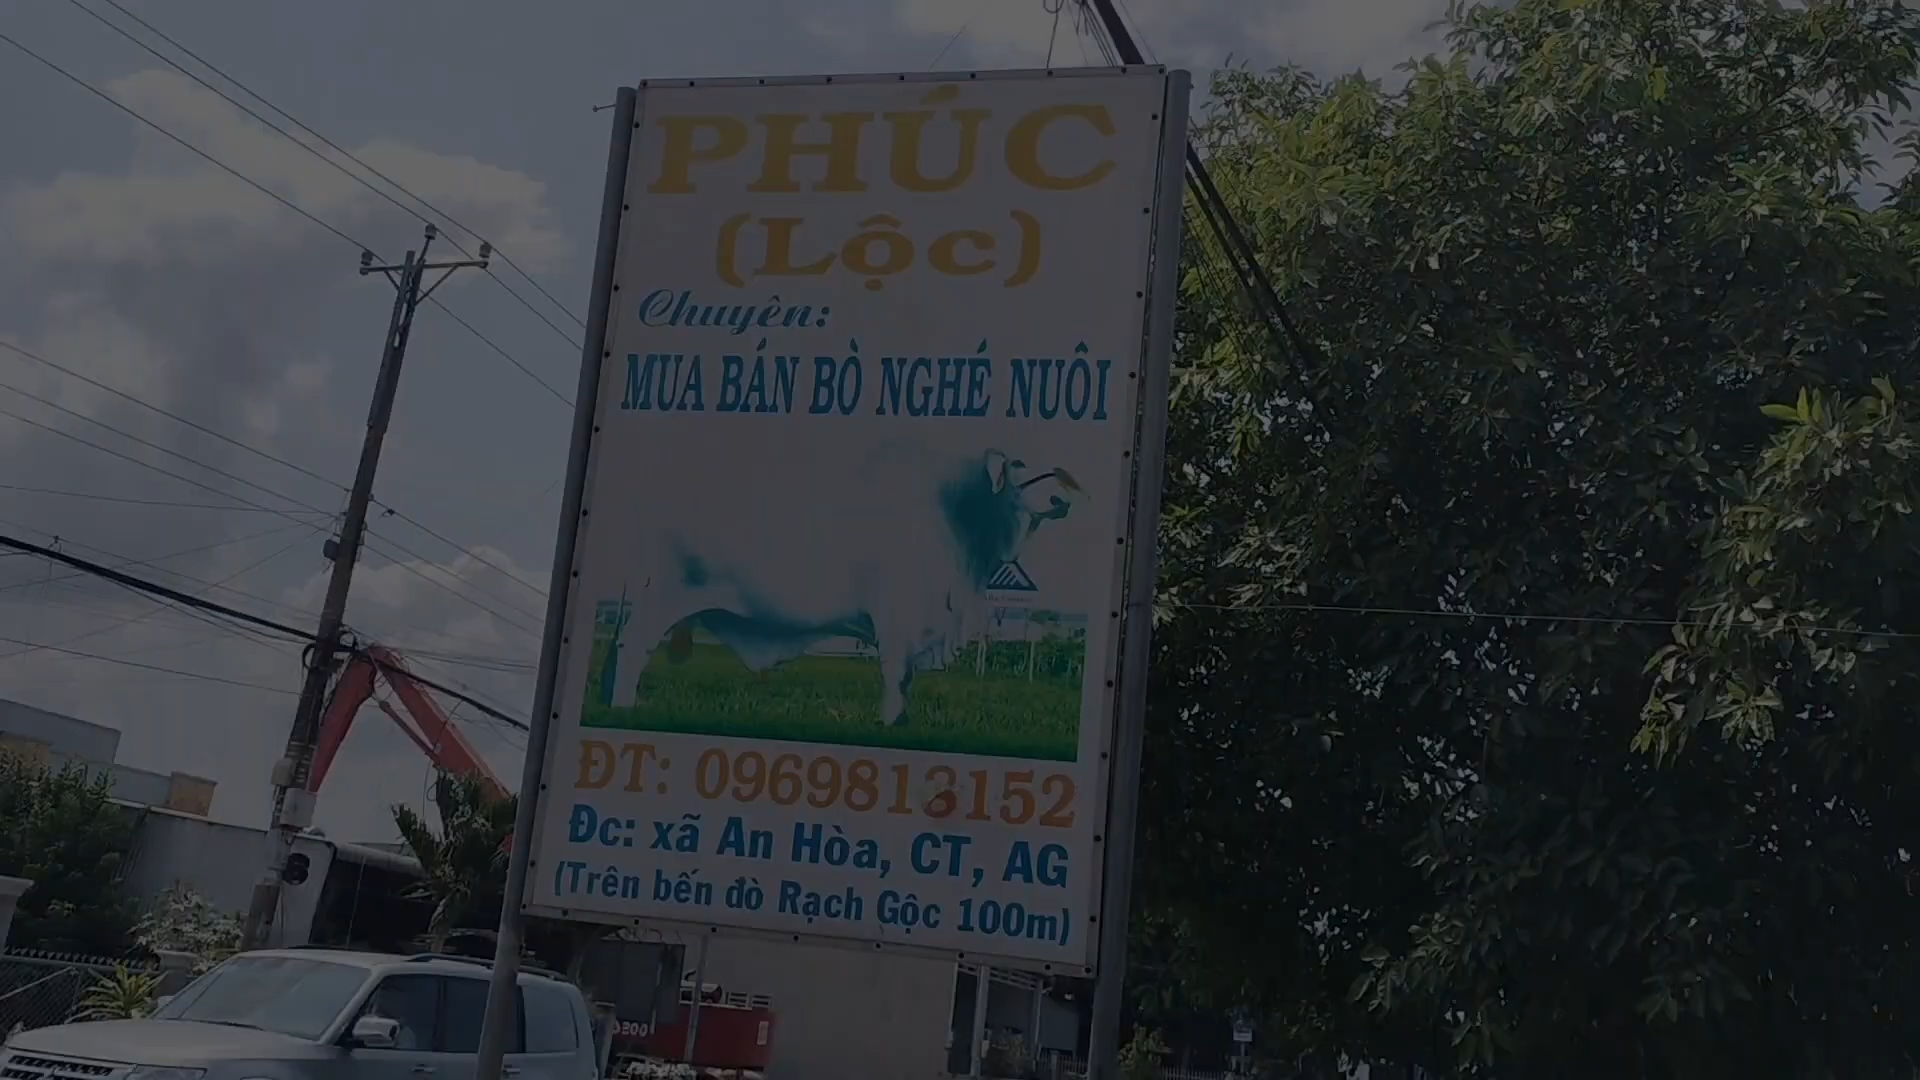 PHÚC
(Lộc)
Chuyên:
MUA BÁN BÒ NGHÉ NUÔI
ĐT: 0969813152
Đc: xã An Hòa, CT, AG
(Trên bến đò Rạch Gộc 100m)